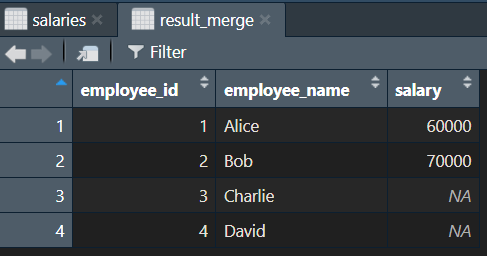 salaries result_merge
Filter
employee_id employee_name salary
1 1 Alice 60000
2 2 Bob 70000
3 3 Charlie NA
4 4 David NA